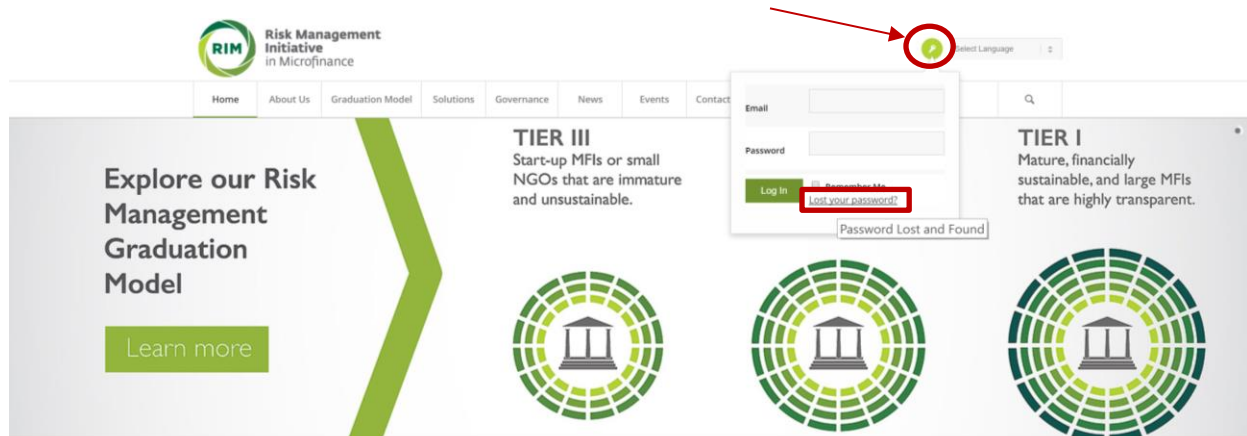 RIM
Risk Management
Initiative
in Microfinance
Select Language
Home
About Us
Graduation Model
Solutions
Governance
News
Events
Contact
Email
Password
Log In
Remember Me
Lost your password?
Password Lost and Found
Explore our Risk
Management
Graduation
Model
Learn more
TIER III
Start-up MFIs or small
NGOs that are immature
and unsustainable.
TIER I
Mature, financially
sustainable, and large MFIs
that are highly transparent.